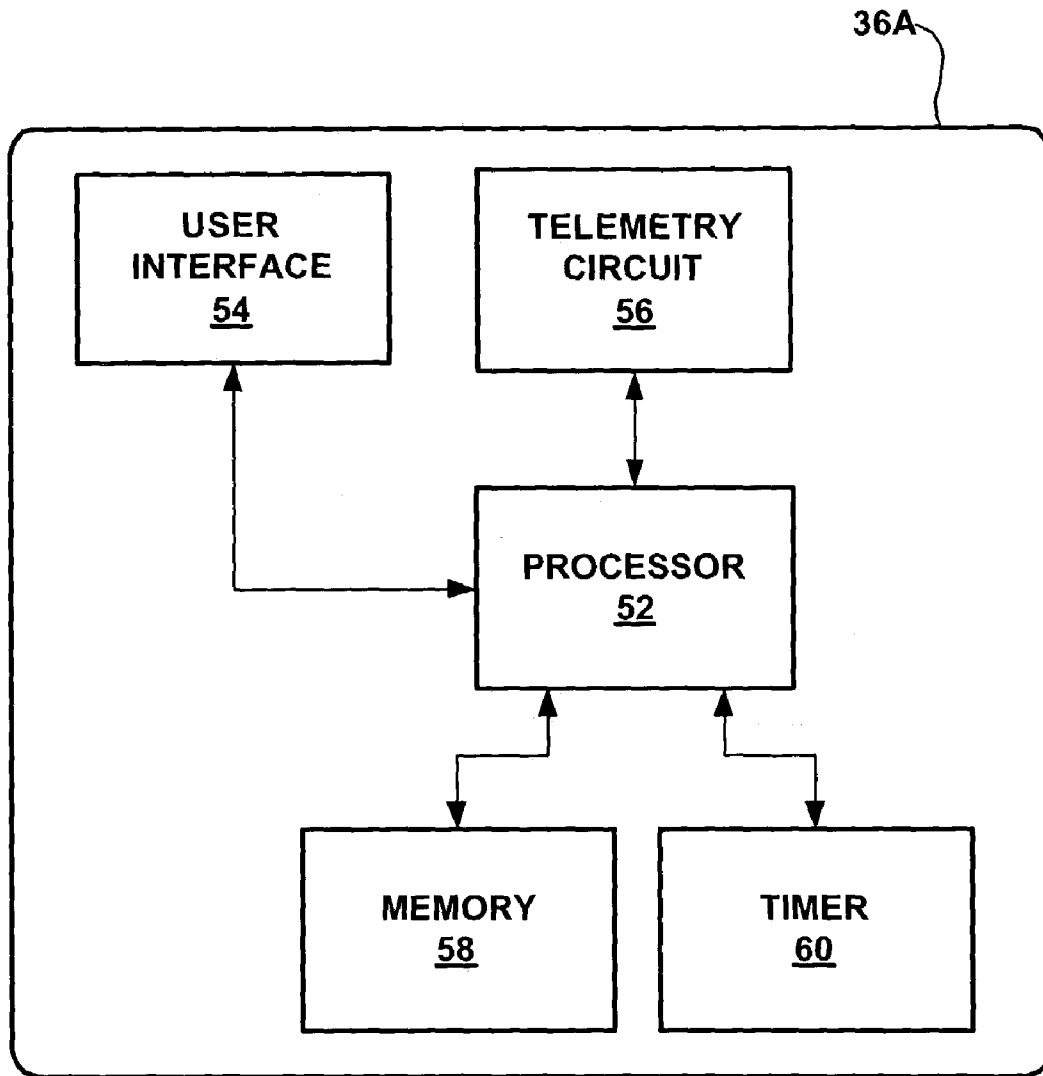 36A
USER
INTERFACE
54
TELEMETRY
CIRCUIT
56
PROCESSOR
52
MEMORY
58
TIMER
60